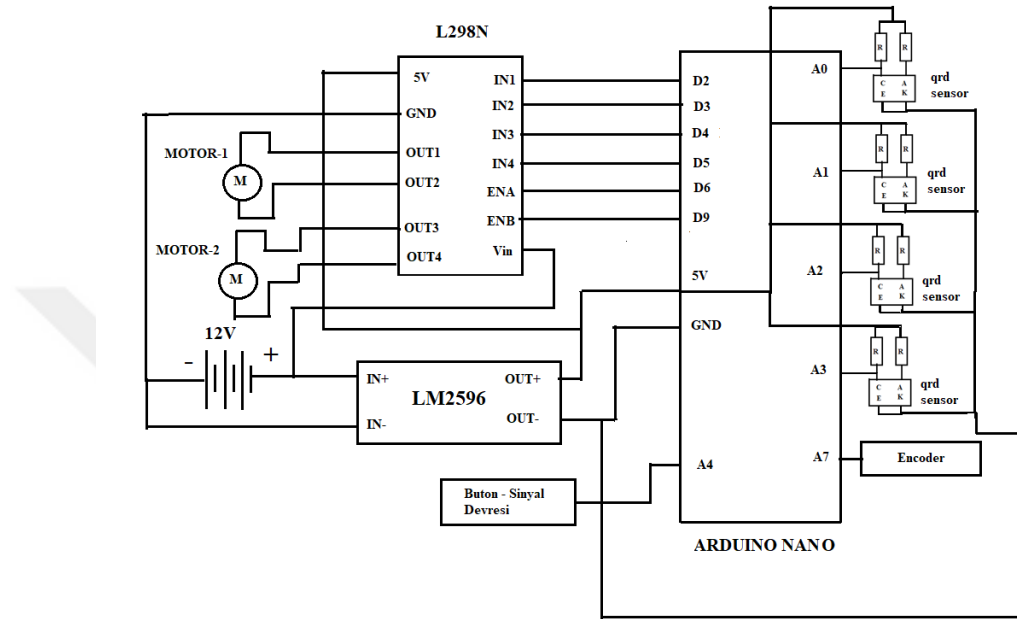 L298N
5V
GND
OUT1
OUT2
OUT3
OUT4
IN1
IN2
IN3
IN4
ENA
ENB
Vin
MOTOR-1
M
MOTOR-2
M
12V
-
+
IN+
IN-
LM2596
OUT+
OUT-
Buton - Sinyal
Devresi
D2
D3
D4
D5
D6
D9
5V
GND
A4
A0
A1
A2
A3
A7
ARDUINO NANO
R R
C A
E K
qrd
sensor
R R
C A
E K
qrd
sensor
R R
C A
E K
qrd
sensor
R R
C A
E K
qrd
sensor
Encoder